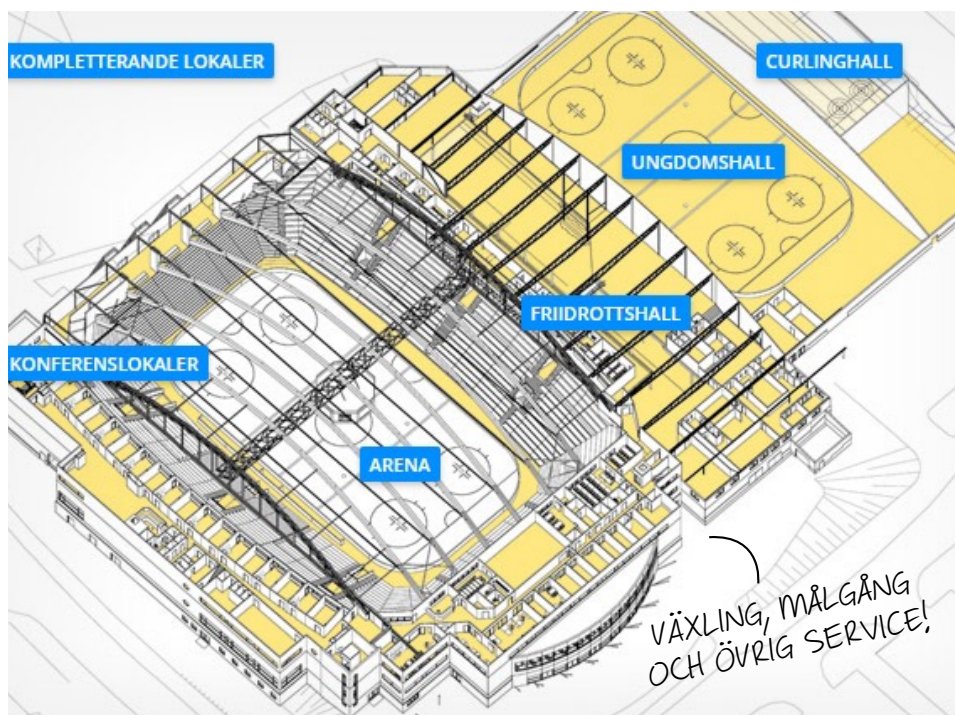 KOMPLETTERANDE LOKALER
CURLINGHALL
UNGDOMSHALL
FRIIDROTTSHALL
KONFERENSLOKALER
ARENA
VÄXLING, MÅLGÅNG
OCH ÖVRIG SERVICE!